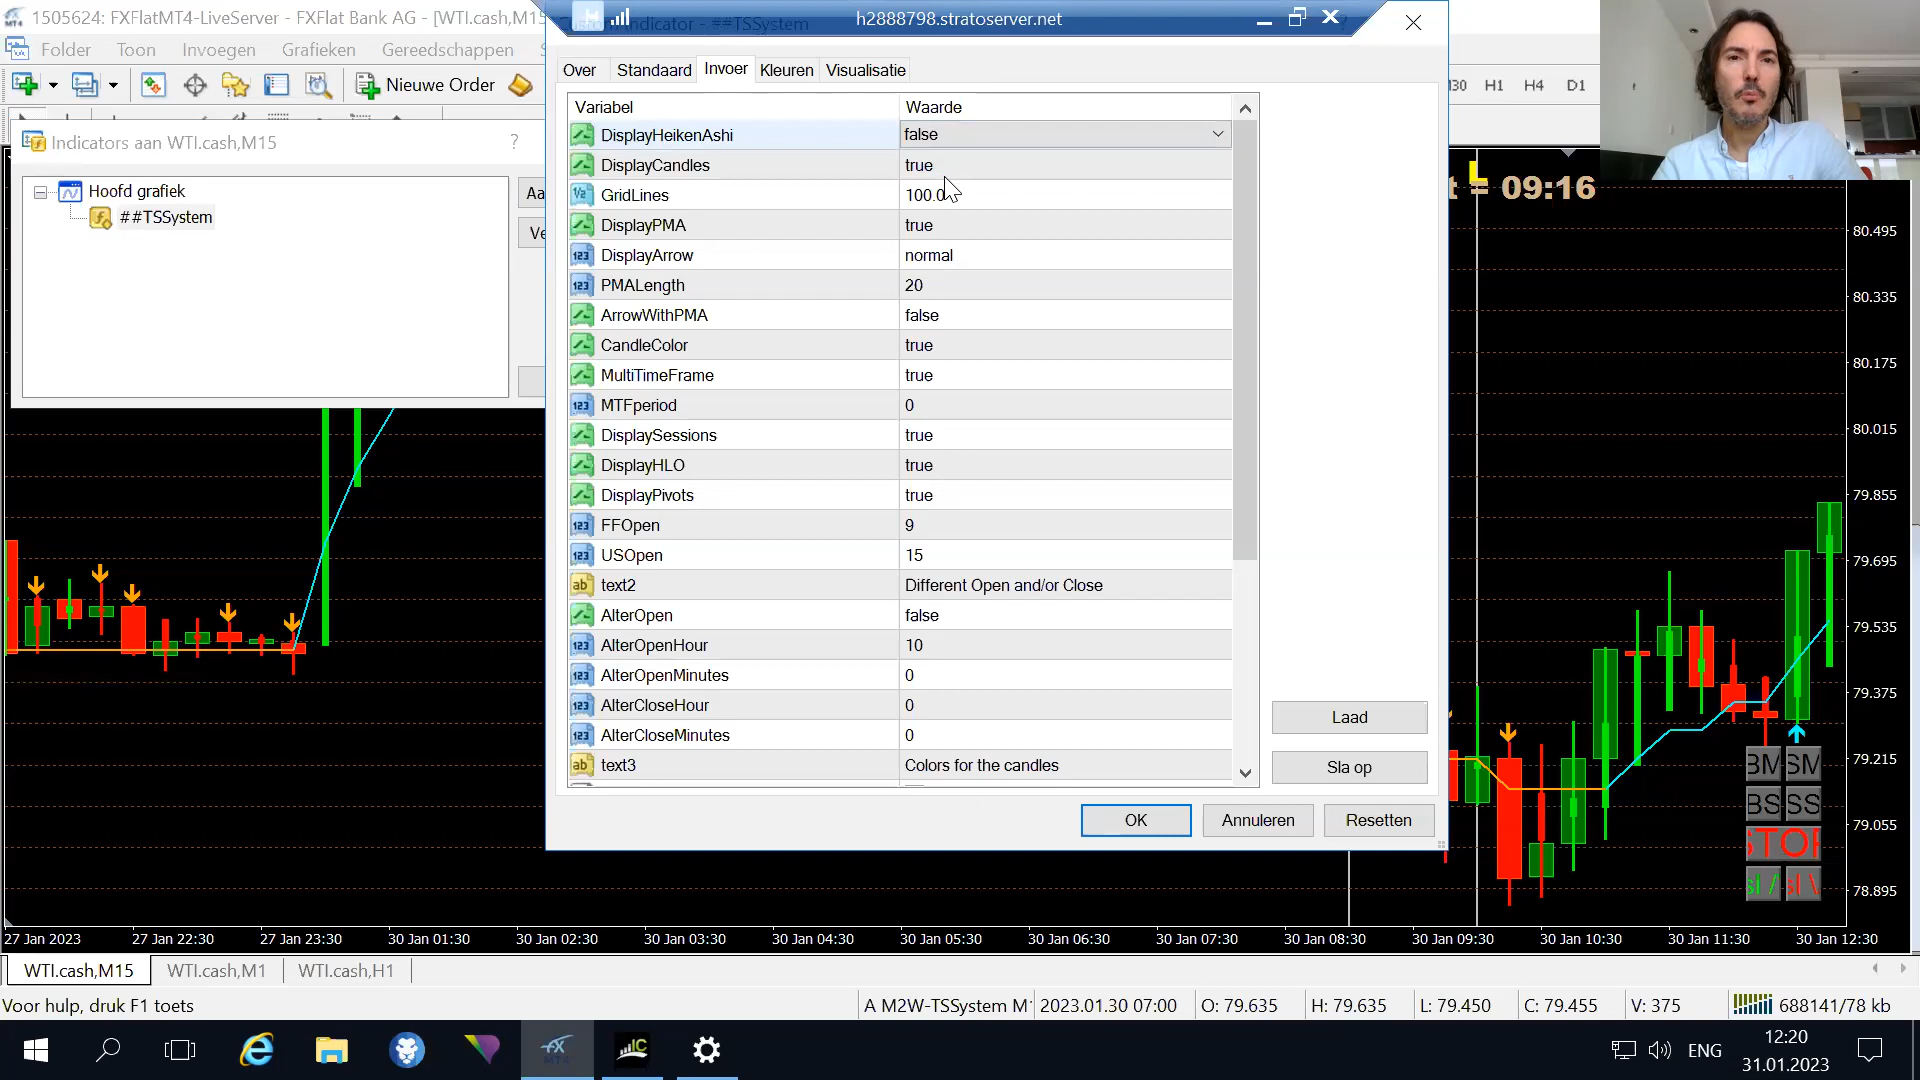 1505624: FXFlatMT4-LiveServer - FXFlat Bank AG - [WTI.cash,M15
h2888798.stratoserver.net
Folder Toon Invoegen Grafieken Gereedschappen
Nieuwe Order
H1 H4 D1
Indicators aan WTI.cash,M15
?
Hoofd grafiek
##TSSystem
Over Standaard Invoer Kleuren Visualisatie
Variabel Waarde
DisplayHeikenAshi false
DisplayCandles true
GridLines 100.0
DisplayPMA true
DisplayArrow normal
PMALength 20
ArrowWithPMA false
CandleColor true
MultiTimeFrame true
MTFperiod 0
DisplaySessions true
DisplayHLO true
DisplayPivots true
FFOpen 9
USOpen 15
text2 Different Open and/or Close
AlterOpen false
AlterOpenHour 10
AlterOpenMinutes 0
AlterCloseHour 0
AlterCloseMinutes 0
text3 Colors for the candles
Laad
Sla op
OK Annuleren Resetten
L
t = 09:16
80.495
80.335
80.175
80.015
79.855
79.695
79.535
79.375
79.215
79.055
78.895
BM SM
BS SS
STOP
sl / sl \
27 Jan 2023 27 Jan 22:30 27 Jan 23:30 30 Jan 01:30 30 Jan 02:30 30 Jan 03:30 30 Jan 04:30 30 Jan 05:30 30 Jan 06:30 30 Jan 07:30 30 Jan 08:30 30 Jan 09:30 30 Jan 10:30 30 Jan 11:30 30 Jan 12:30
WTI.cash,M15 WTI.cash,M1 WTI.cash,H1
Voor hulp, druk F1 toets
A M2W-TSSystem M
2023.01.30 07:00 O: 79.635 H: 79.635 L: 79.450 C: 79.455 V: 375 688141/78 kb
ENG
12:20
31.01.2023